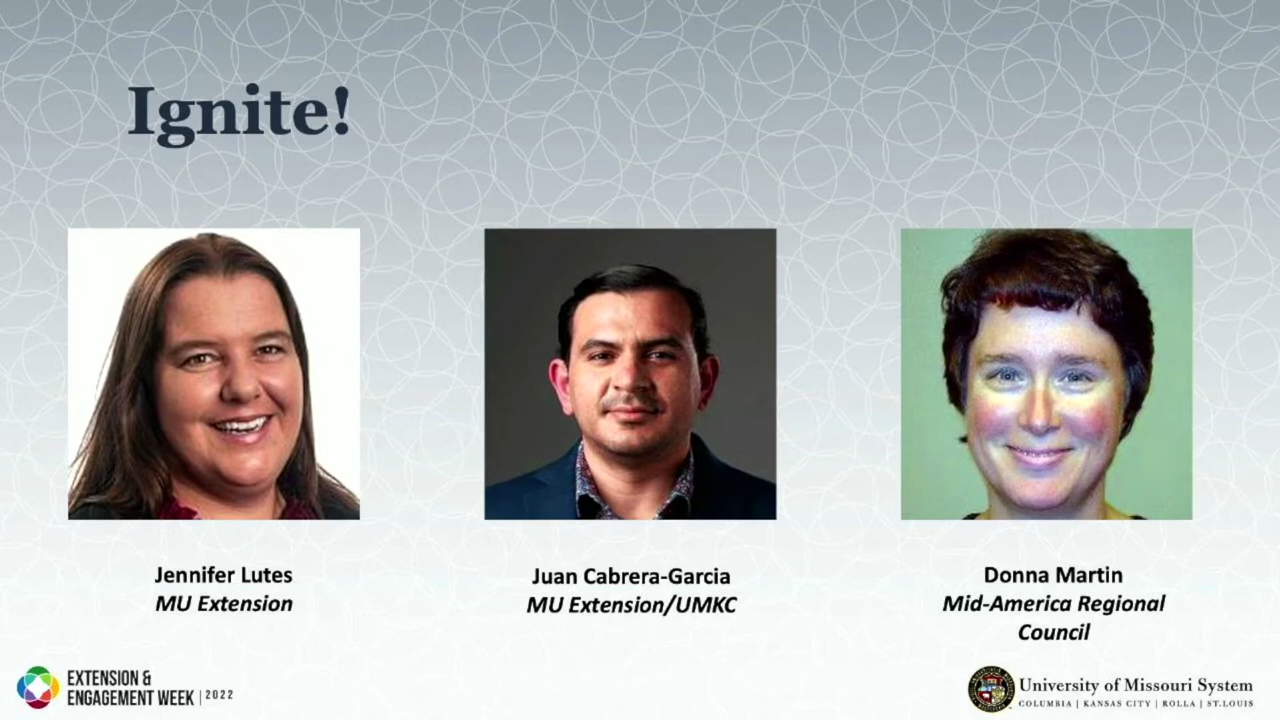 Ignite!
Jennifer Lutes
MU Extension
Juan Cabrera-Garcia
MU Extension/UMKC
Donna Martin
Mid-America Regional
Council
EXTENSION &
ENGAGEMENT WEEK | 2022
University of Missouri System
COLUMBIA | KANSAS CITY | ROLLA | ST.LOUIS